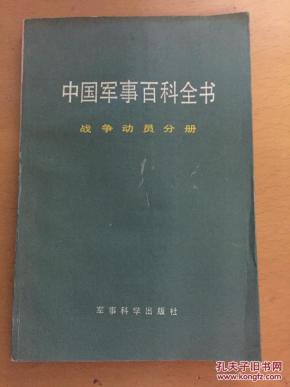 中国军事百科全书
战争动员分册
军事科学出版社
孔夫子旧书网